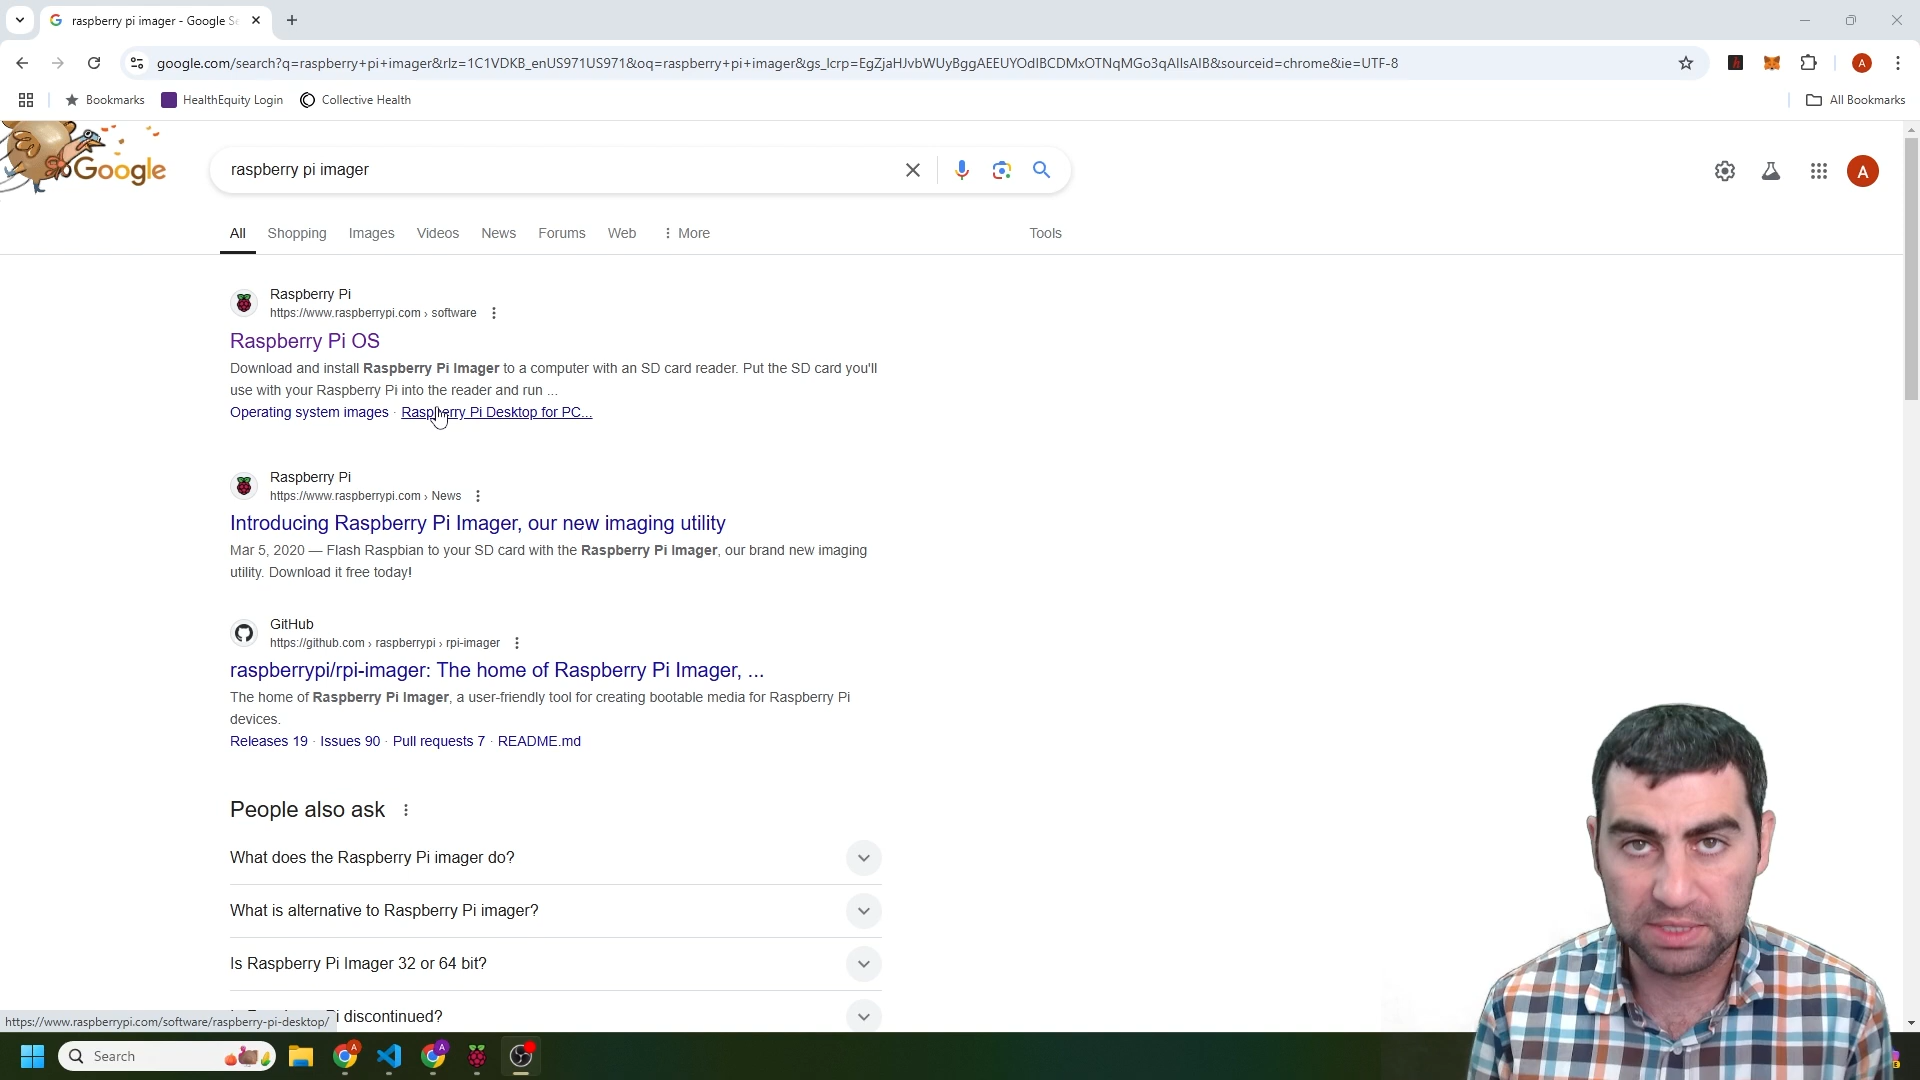 raspberry pi imager - Google Se
google.com/search?q=raspberry+pi+imager&rlz=1C1VDKB_enUS971US971&oq=raspberry+pi+imager&gs_lcrp=EgZjaHJvbWUyBggAEEUYOdIBCDMxOTNqMGo3qAIIsAIB&sourceid=chrome&ie=UTF-8
A
Bookmarks
HealthEquity Login
Collective Health
All Bookmarks
Google
raspberry pi imager
A
All
Shopping
Images
Videos
News
Forums
Web
More
Tools
Raspberry Pi
https://www.raspberrypi.com › software
Raspberry Pi OS
Download and install Raspberry Pi Imager to a computer with an SD card reader. Put the SD card you'll
use with your Raspberry Pi into the reader and run ...
Operating system images · Raspberry Pi Desktop for PC...
Raspberry Pi
https://www.raspberrypi.com › News
Introducing Raspberry Pi Imager, our new imaging utility
Mar 5, 2020 — Flash Raspbian to your SD card with the Raspberry Pi Imager, our brand new imaging
utility. Download it free today!
GitHub
https://github.com › raspberrypi › rpi-imager
raspberrypi/rpi-imager: The home of Raspberry Pi Imager, ...
The home of Raspberry Pi Imager, a user-friendly tool for creating bootable media for Raspberry Pi
devices.
Releases 19 · Issues 90 · Pull requests 7 · README.md
People also ask
What does the Raspberry Pi imager do?
What is alternative to Raspberry Pi imager?
Is Raspberry Pi Imager 32 or 64 bit?
discontinued?
https://www.raspberrypi.com/software/raspberry-pi-desktop/
Search
A
A